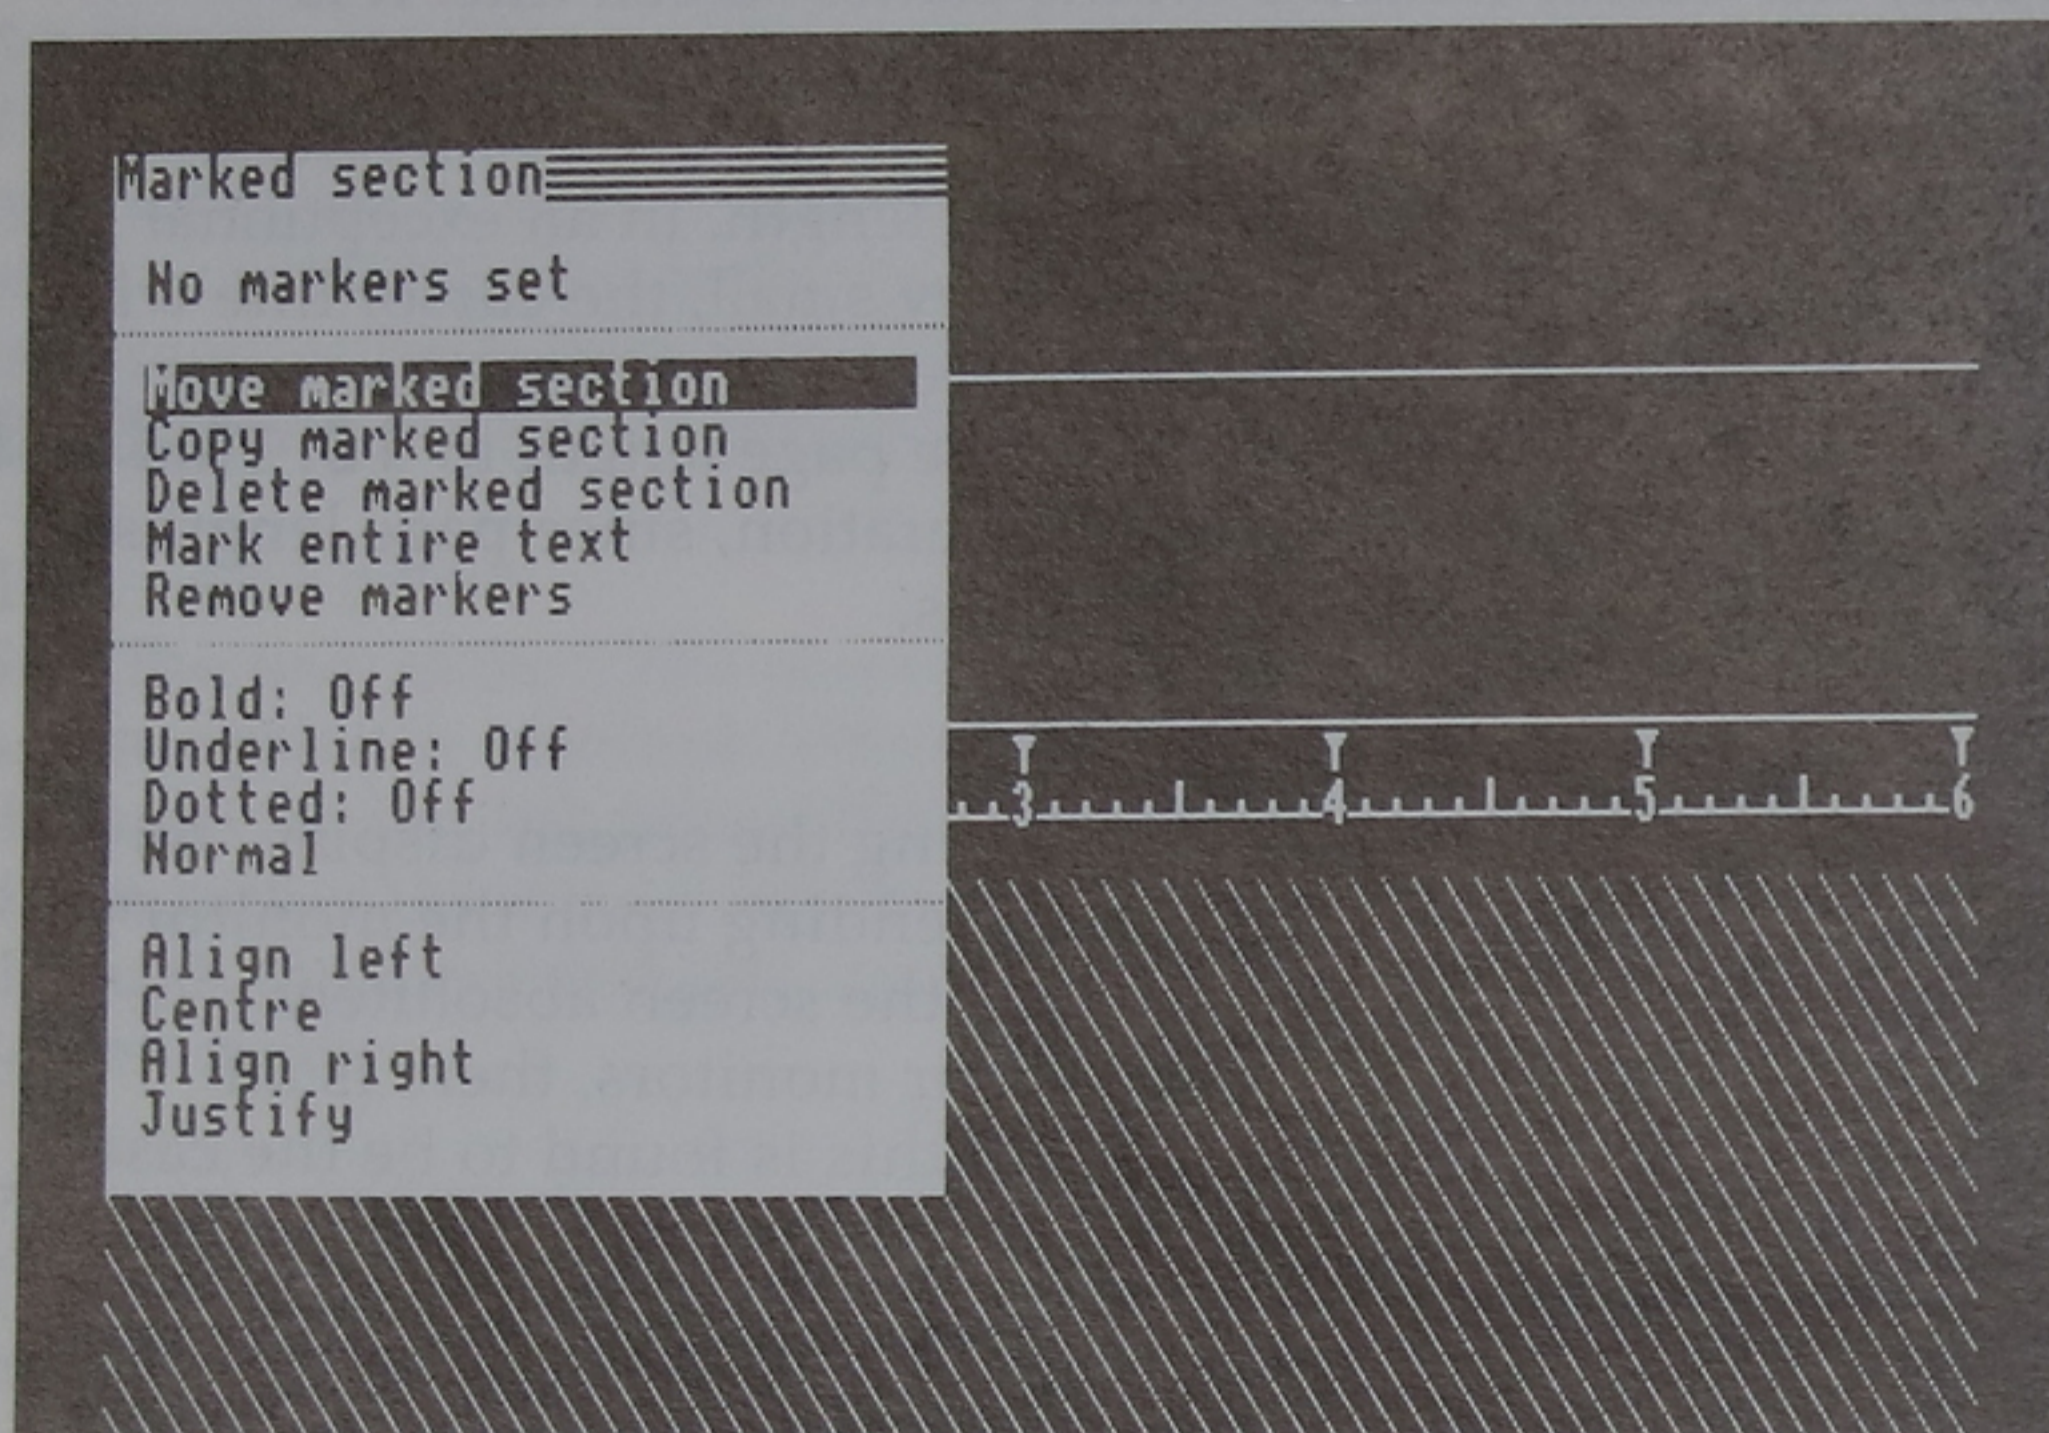 Marked section
No markers set
Move marked section
Copy marked section
Delete marked section
Mark entire text
Remove markers
Bold: Off
Underline: Off
Dotted: Off
Normal
3 4 5 6
Align left
Centre
Align right
Justify